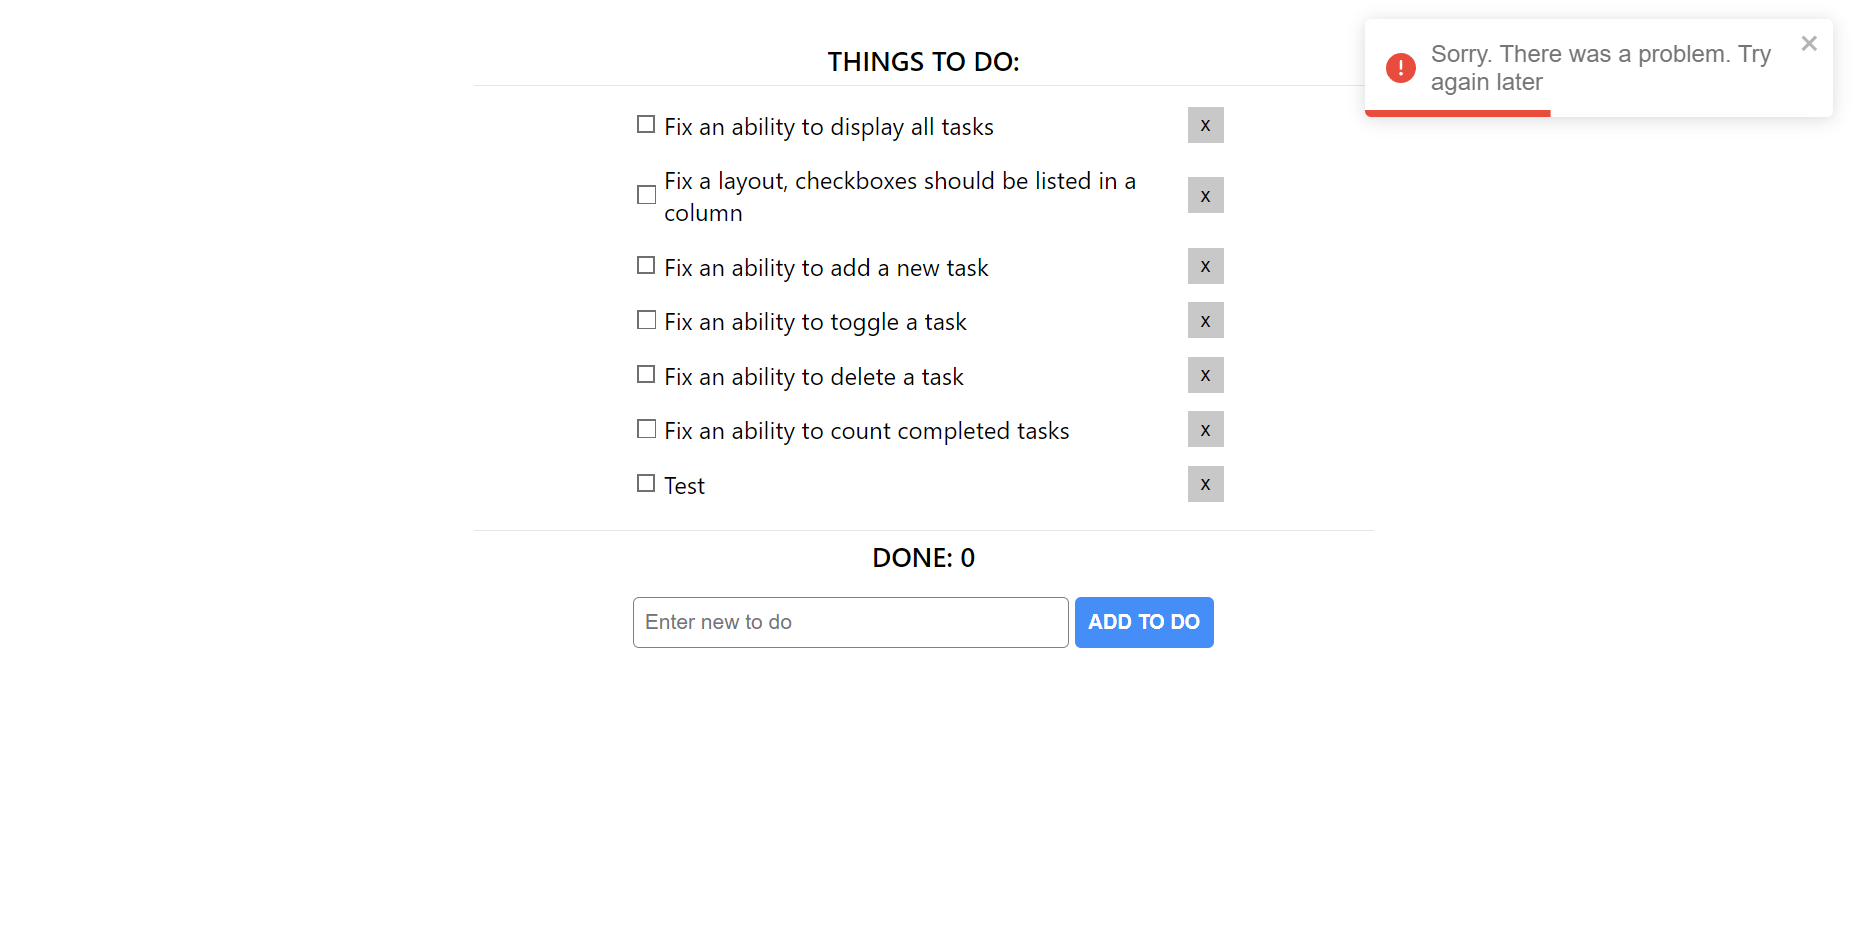 THINGS TO DO:
Sorry. There was a problem. Try
again later
Fix an ability to display all tasks x
Fix a layout, checkboxes should be listed in a
column x
Fix an ability to add a new task x
Fix an ability to toggle a task x
Fix an ability to delete a task x
Fix an ability to count completed tasks x
Test x
DONE: 0
Enter new to do ADD TO DO